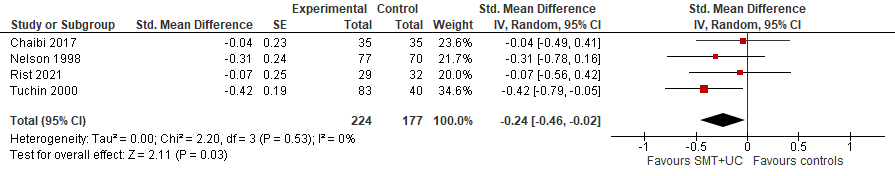 Experimental Control Std. Mean Difference Std. Mean Difference
Study or Subgroup Std. Mean Difference SE Total Total Weight IV, Random, 95% CI IV, Random, 95% CI
Chaibi 2017 -0.04 0.23 35 35 23.6% -0.04 [-0.49, 0.41]
Nelson 1998 -0.31 0.24 77 70 21.7% -0.31 [-0.78, 0.16]
Rist 2021 -0.07 0.25 29 32 20.0% -0.07 [-0.56, 0.42]
Tuchin 2000 -0.42 0.19 83 40 34.6% -0.42 [-0.79, -0.05]
Total (95% CI) 224 177 100.0% -0.24 [-0.46, -0.02]
Heterogeneity: Tau² = 0.00; Chi² = 2.20, df = 3 (P = 0.53); I² = 0%
Test for overall effect: Z = 2.11 (P = 0.03)
-1 -0.5 0 0.5 1
Favours SMT+UC Favours controls